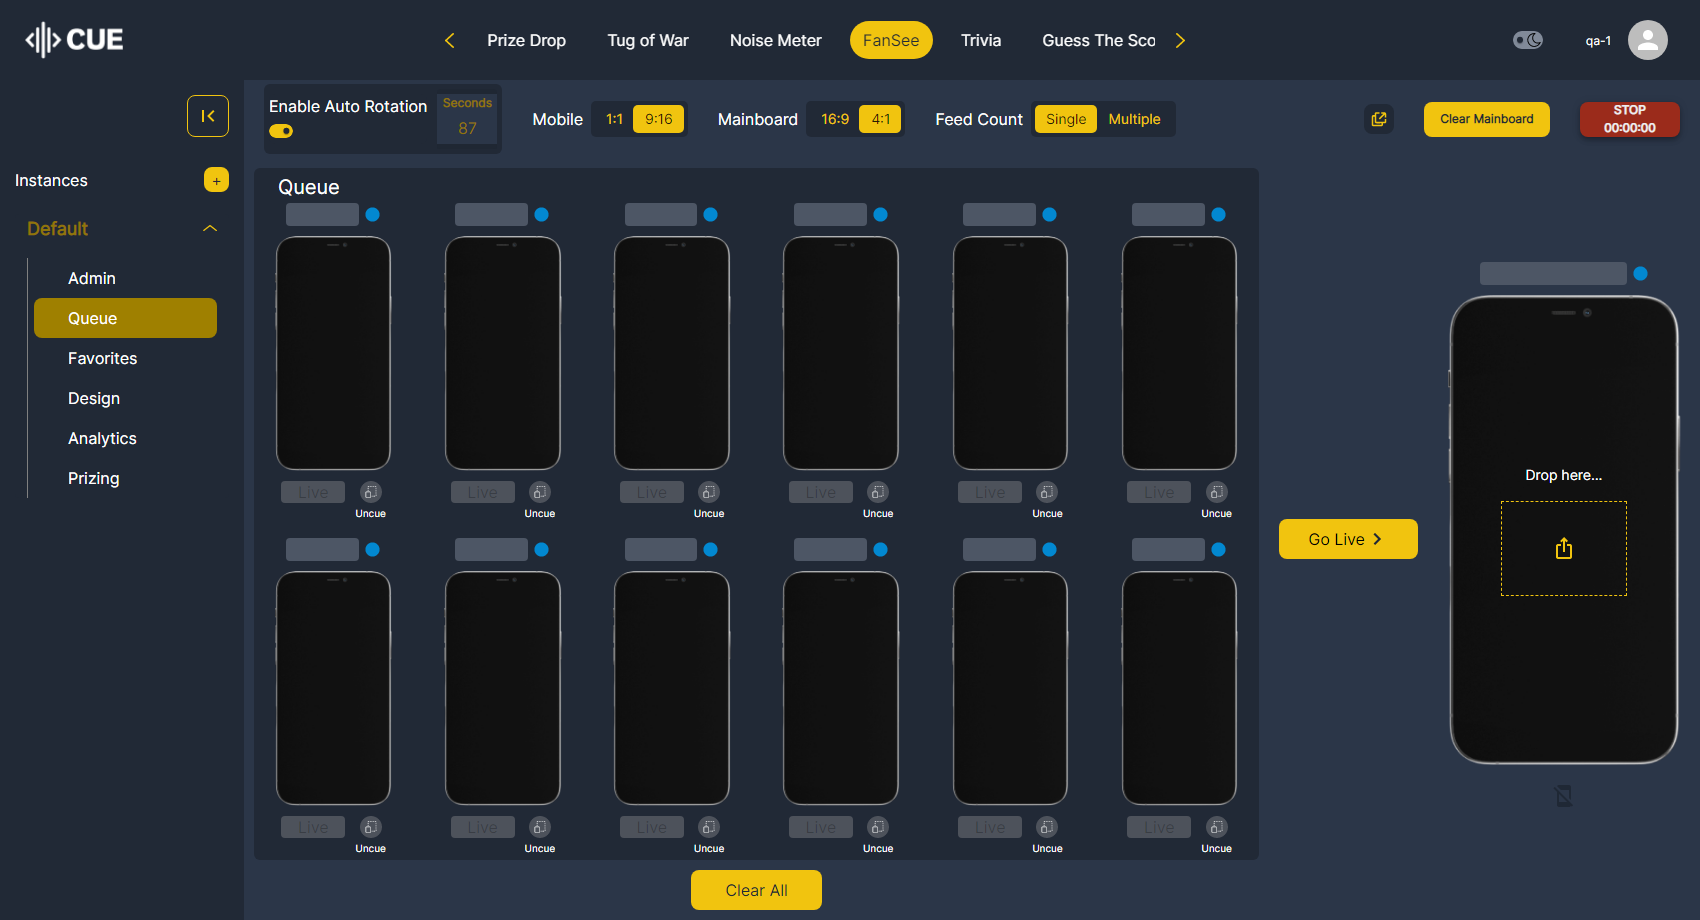 CUE
Prize Drop Tug of War Noise Meter FanSee Trivia Guess The Sco
qa-1
Enable Auto Rotation
Seconds
87
Mobile 1:1 9:16
Mainboard 16:9 4:1
Feed Count Single Multiple
Clear Mainboard
STOP
00:00:00
Instances +
Default
Admin
Queue
Favorites
Design
Analytics
Prizing
Queue
Live Live Live Live Live Live
Uncue Uncue Uncue Uncue Uncue Uncue
Live Live Live Live Live Live
Uncue Uncue Uncue Uncue Uncue Uncue
Clear All
Go Live
Drop here...